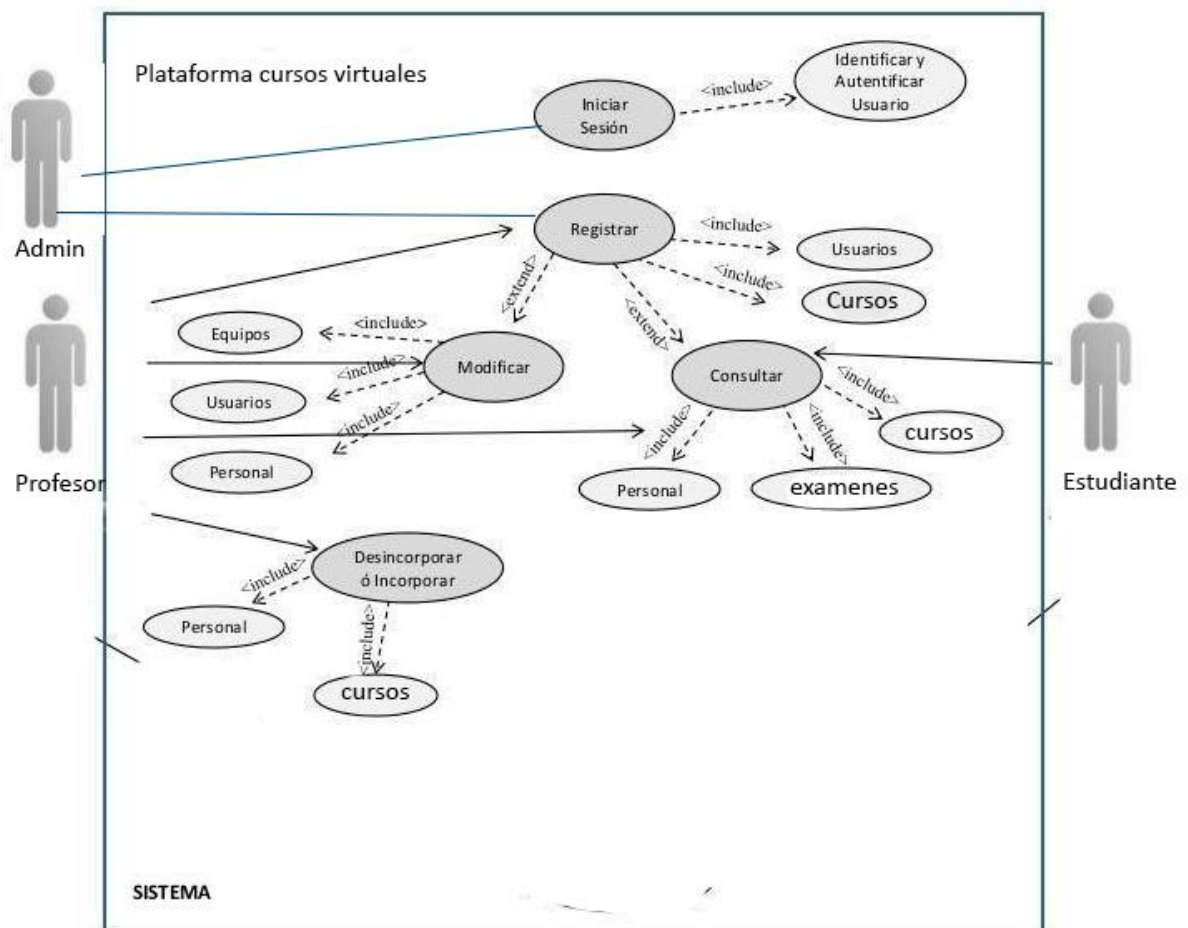 Plataforma cursos virtuales
Identificar y
Autentificar
Usuario
<include>
Iniciar
Sesión
Admin
Registrar
<include>
Usuarios
<include>
Cursos
<extend>
<extend>
Equipos
<include>
Modificar
<include>
Usuarios
<include>
Personal
Consultar
<include>
cursos
<include>
<include>
Personal
examenes
Profesor
Estudiante
Desincorporar
ó Incorporar
<include>
Personal
<include>
cursos
SISTEMA